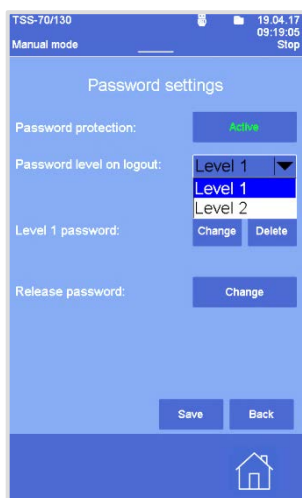 TSS-70/130 19.04.17
09:19:05
Manual mode Stop
Password settings
Password protection: Active
Password level on logout: Level 1
Level 1
Level 2
Level 1 password: Change Delete
Release password: Change
Save Back